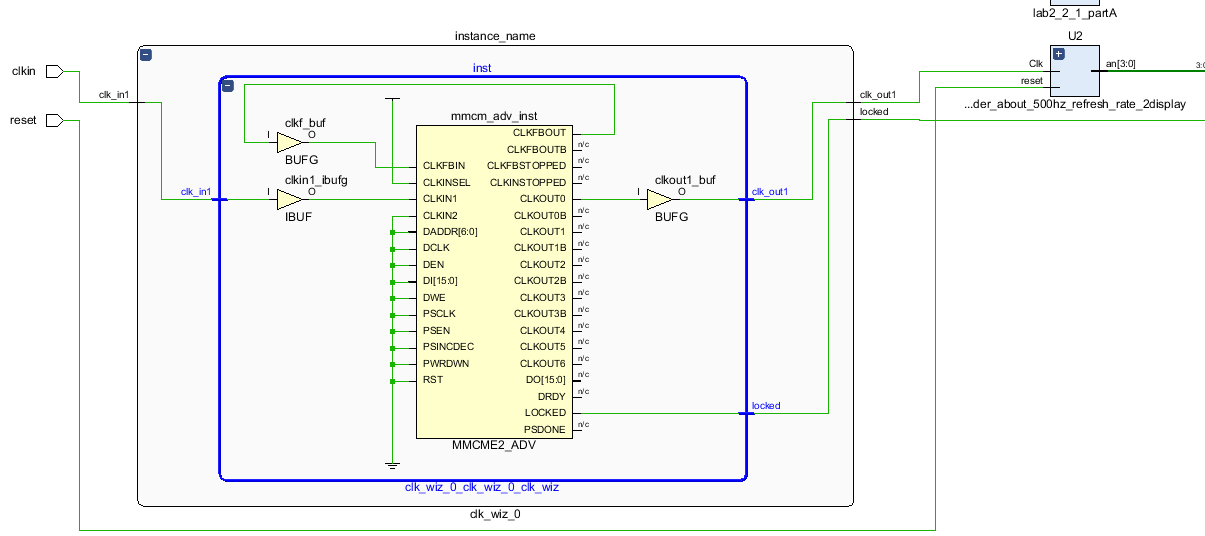 lab2_2_1_partA
instance_name
U2
inst
clkin
Clk
an[3:0]
3:0
reset
clk_in1
clk_out1
...der_about_500hz_refresh_rate_2display
locked
reset
mmcm_adv_inst
clkf_buf
I
O
BUFG
CLKFBOUT
CLKFBOUTB
n/c
CLKFBIN
CLKFBSTOPPED
n/c
clkin1_ibufg
CLKINSEL
CLKINSTOPPED
n/c
clkout1_buf
clk_in1
I
O
CLKIN1
CLKOUT0
I
O
clk_out1
IBUF
CLKIN2
CLKOUT0B
n/c
BUFG
DADDR[6:0]
CLKOUT1
n/c
DCLK
CLKOUT1B
n/c
DEN
CLKOUT2
n/c
DI[15:0]
CLKOUT2B
n/c
DWE
CLKOUT3
n/c
PSCLK
CLKOUT3B
n/c
PSEN
CLKOUT4
n/c
PSINCDEC
CLKOUT5
n/c
PWRDWN
CLKOUT6
n/c
RST
DO[15:0]
n/c
DRDY
n/c
LOCKED
locked
PSDONE
n/c
MMCME2_ADV
clk_wiz_0_clk_wiz_0_clk_wiz
clk_wiz_0